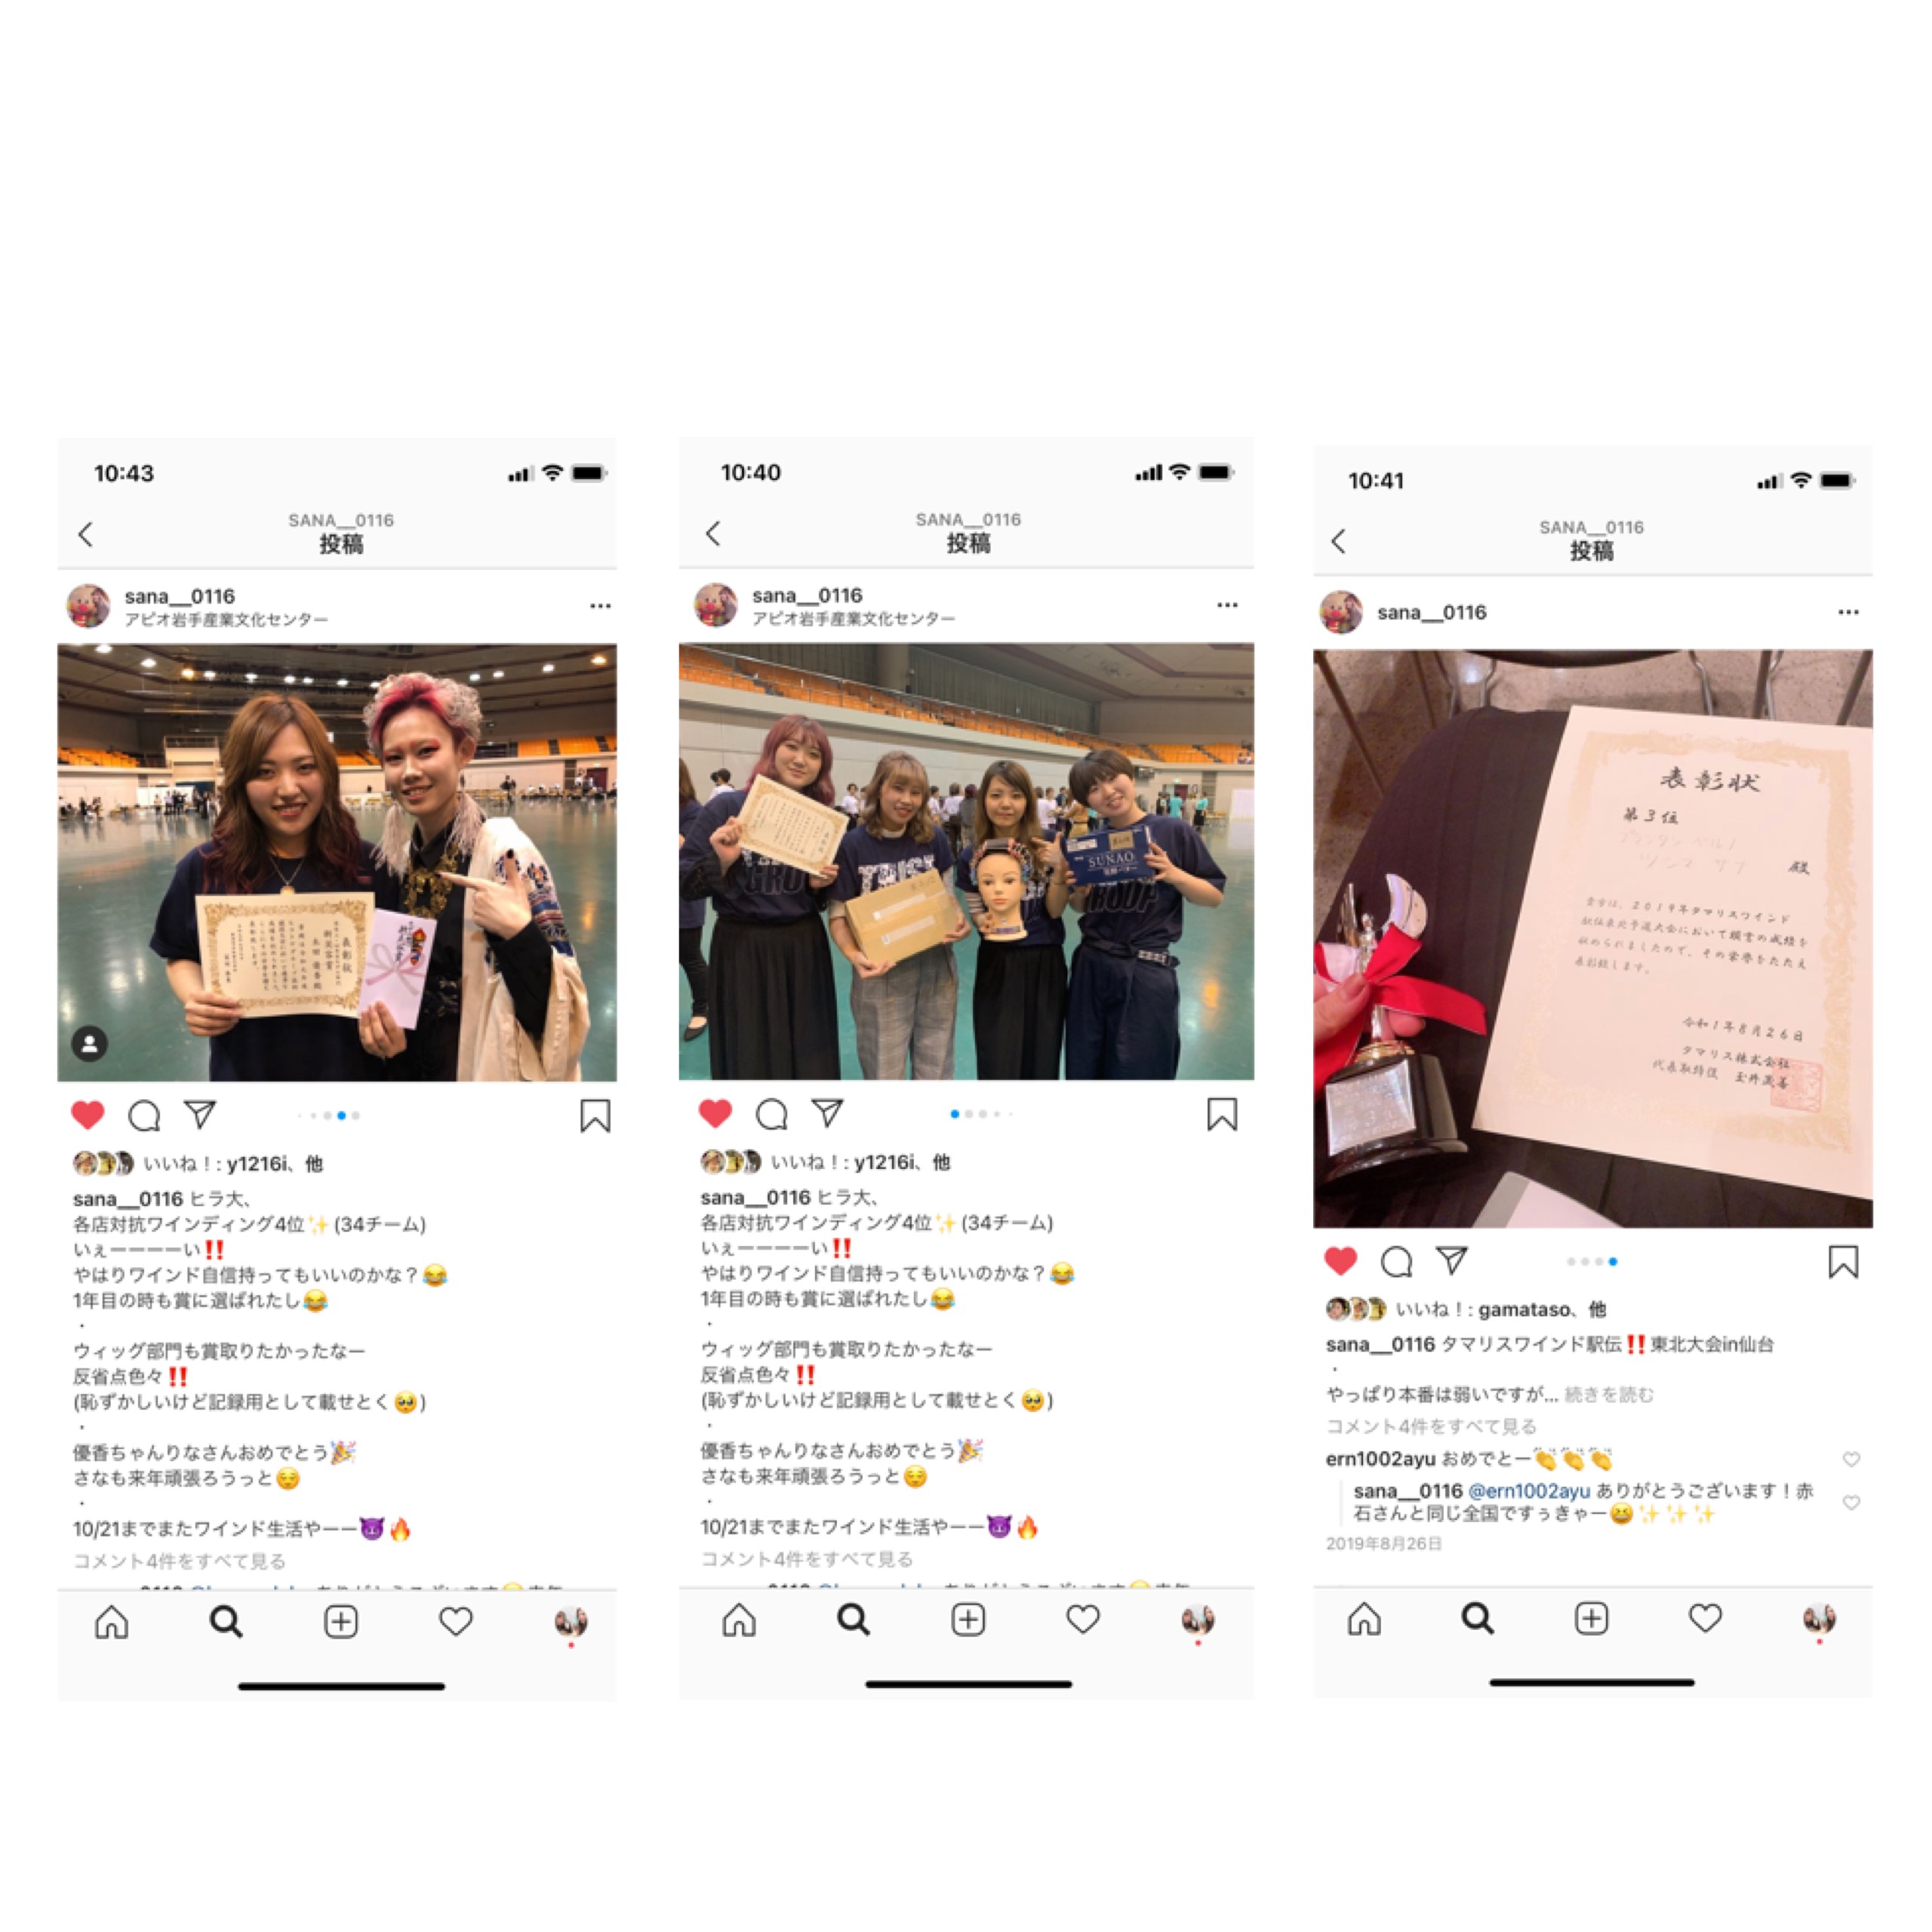 10:43
SANA__0116
投稿
sana__0116
アピオ岩手産業文化センター
表彰状
いいね！: y1216i、他
sana__0116 ヒラ大、
各店対抗ワインディング4位✨(34チーム)
いぇーーーーい‼️
やはりワインド自信持ってもいいのかな？😂
1年目の時も賞に選ばれたし😂
・
ウィッグ部門も賞取りたかったなー
反省点色々‼️
(恥ずかしいけど記録用として載せとく🥺)
・
優香ちゃんりなさんおめでとう🎉
さなも来年頑張ろうっと😌
・
10/21までまたワインド生活やーー😈🔥
コメント4件をすべて見る
10:40
SANA__0116
投稿
sana__0116
アピオ岩手産業文化センター
SUNAO
いいね！: y1216i、他
sana__0116 ヒラ大、
各店対抗ワインディング4位✨(34チーム)
いぇーーーーい‼️
やはりワインド自信持ってもいいのかな？😂
1年目の時も賞に選ばれたし😂
・
ウィッグ部門も賞取りたかったなー
反省点色々‼️
(恥ずかしいけど記録用として載せとく🥺)
・
優香ちゃんりなさんおめでとう🎉
さなも来年頑張ろうっと😌
・
10/21までまたワインド生活やーー😈🔥
コメント4件をすべて見る
10:41
SANA__0116
投稿
sana__0116
表彰状
第3位
殿
貴方は、2019年タマリスワインド
駅伝東北予選大会において頭書の成績を
収められましたので、その栄誉をたたえ
表彰致します。
令和1年8月26日
タマリス株式会社
代表取締役
いいね！: gamataso、他
sana__0116 タマリスワインド駅伝‼️東北大会in仙台
・
やっぱり本番は弱いですが... 続きを読む
コメント4件をすべて見る
ern1002ayu おめでとー👏👏👏
sana__0116 @ern1002ayu ありがとうございます！赤
石さんと同じ全国ですぅきゃー😆✨✨✨
2019年8月26日